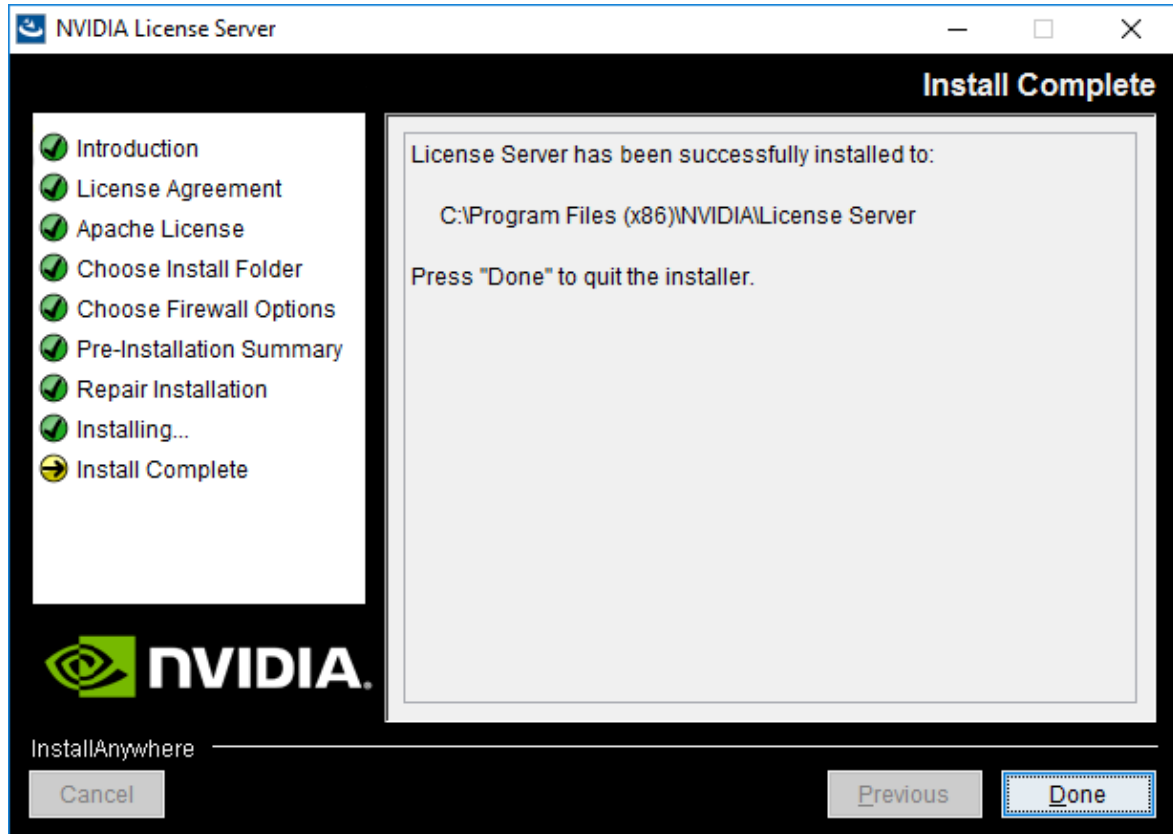 NVIDIA License Server
Install Complete
Introduction
License Agreement
Apache License
Choose Install Folder
Choose Firewall Options
Pre-Installation Summary
Repair Installation
Installing...
Install Complete
License Server has been successfully installed to:
C:\Program Files (x86)\NVIDIA\License Server
Press "Done" to quit the installer.
NVIDIA.
InstallAnywhere
Cancel
Previous
Done